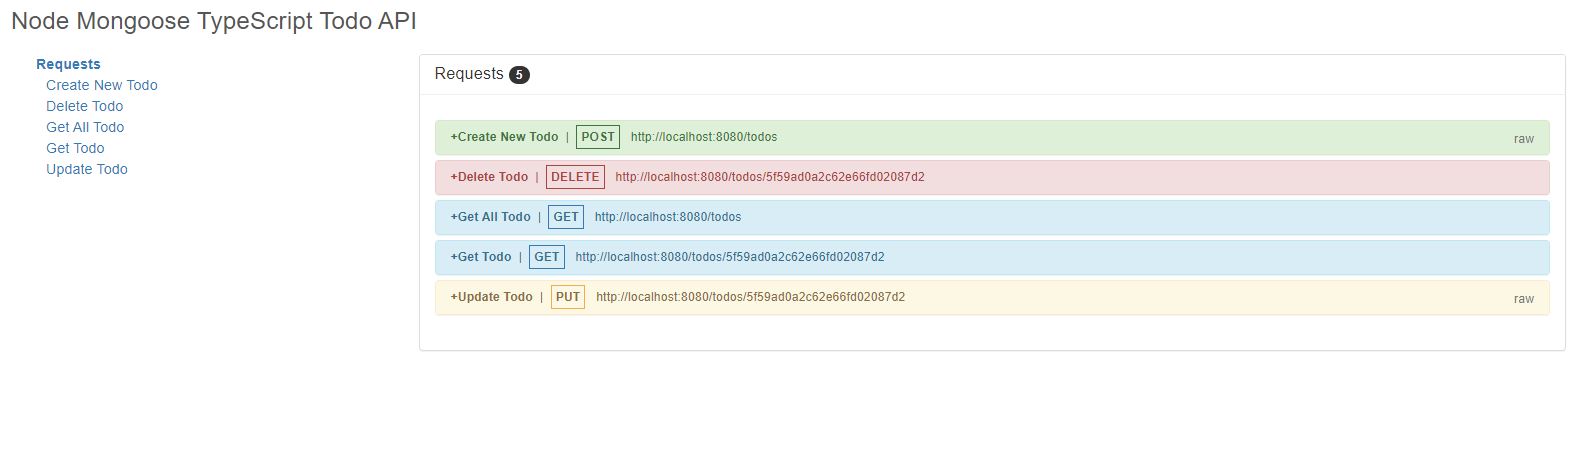 Node Mongoose TypeScript Todo API
Requests
Create New Todo
Delete Todo
Get All Todo
Get Todo
Update Todo
Requests 5
+Create New Todo | POST http://localhost:8080/todos raw
+Delete Todo | DELETE http://localhost:8080/todos/5f59ad0a2c62e66fd02087d2
+Get All Todo | GET http://localhost:8080/todos
+Get Todo | GET http://localhost:8080/todos/5f59ad0a2c62e66fd02087d2
+Update Todo | PUT http://localhost:8080/todos/5f59ad0a2c62e66fd02087d2 raw